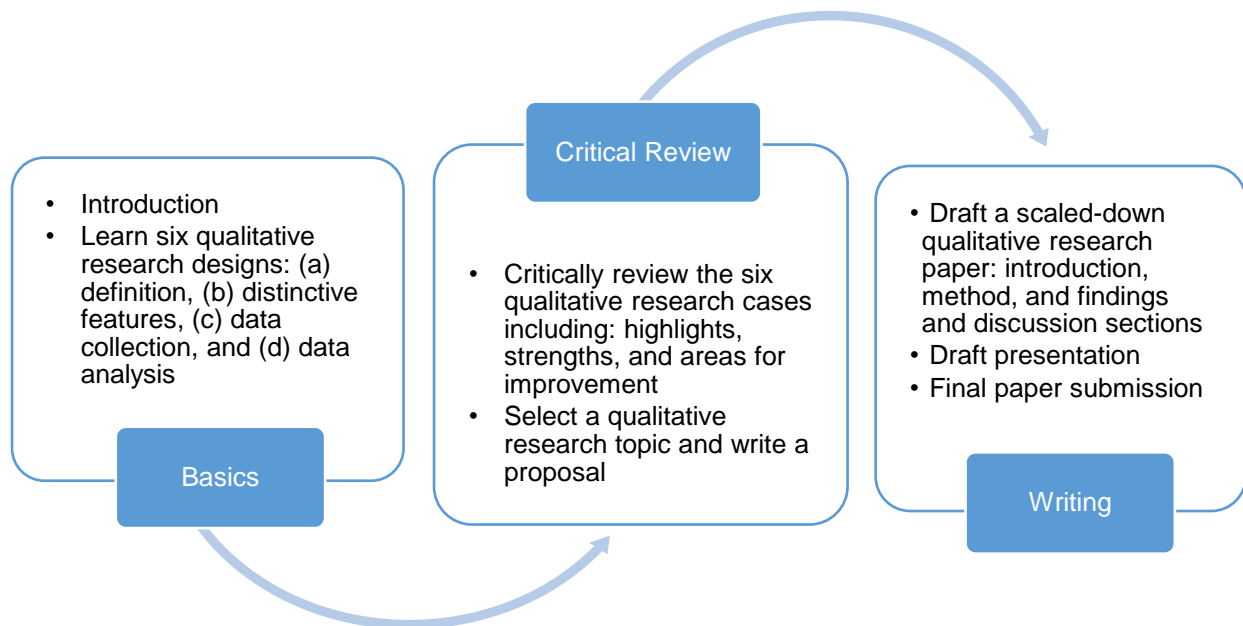 • Introduction
• Learn six qualitative
research designs: (a)
definition, (b) distinctive
features, (c) data
collection, and (d) data
analysis
Basics
Critical Review
• Critically review the six
qualitative research cases
including: highlights,
strengths, and areas for
improvement
• Select a qualitative
research topic and write a
proposal
• Draft a scaled-down
qualitative research
paper: introduction,
method, and findings
and discussion sections
• Draft presentation
• Final paper submission
Writing